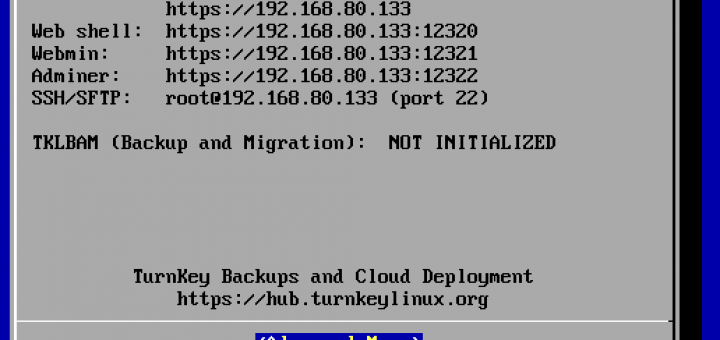 https://192.168.80.133
Web shell: https://192.168.80.133:12320
Webmin: https://192.168.80.133:12321
Adminer: https://192.168.80.133:12322
SSH/SFTP: root@192.168.80.133 (port 22)
TKLBAM (Backup and Migration): NOT INITIALIZED
TurnKey Backups and Cloud Deployment
https://hub.turnkeylinux.org